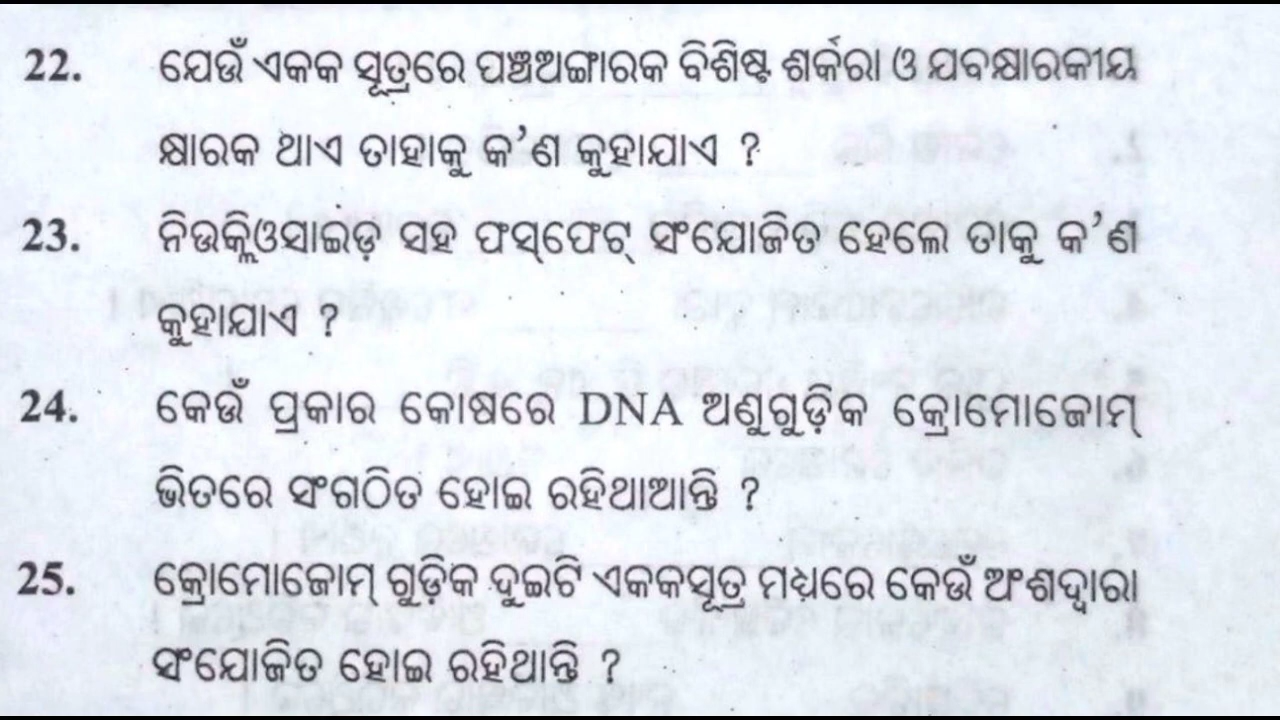 22. ଯେଉଁ ଏକକ ସୂତ୍ରରେ ପଞ୍ଚଅଙ୍ଗାରକ ବିଶିଷ୍ଟ ଶର୍କରା ଓ ଯବକ୍ଷାରକୀୟ
କ୍ଷାରକ ଥାଏ ତାହାକୁ କ'ଣ କୁହାଯାଏ ?
23. ନିଉକ୍ଲିଓସାଇଡ଼ ସହ ଫସ୍‌ଫେଟ୍ ସଂଯୋଜିତ ହେଲେ ତାକୁ କ'ଣ
କୁହାଯାଏ ?
24. କେଉଁ ପ୍ରକାର କୋଷରେ DNA ଅଣୁଗୁଡ଼ିକ କ୍ରୋମୋଜୋମ୍
ଭିତରେ ସଂଗଠିତ ହୋଇ ରହିଥାଆନ୍ତି ?
25. କ୍ରୋମୋଜୋମ୍ ଗୁଡ଼ିକ ଦୁଇଟି ଏକକସୂତ୍ର ମଧ୍ୟରେ କେଉଁ ଅଂଶଦ୍ୱାରା
ସଂଯୋଜିତ ହୋଇ ରହିଥାନ୍ତି ?